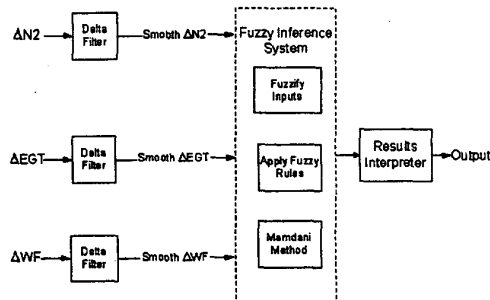 ΔN2
Delta
Filter
Smooth ΔN2
Fuzzy Inference
System
Fuzzify
Inputs
ΔEGT
Delta
Filter
Smooth ΔEGT
Apply Fuzzy
Rules
Results
Interpreter
Output
ΔWF
Delta
Filter
Smooth ΔWF
Mamdani
Method